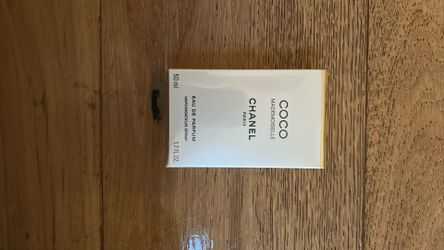 COCO
MADEMOISELLE
CHANEL
PARIS
EAU DE PARFUM
VAPORISATEUR SPRAY
50 ml
1.7 FL. OZ.